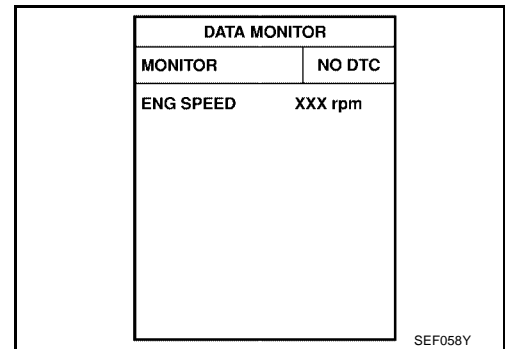 DATA MONITOR
MONITOR NO DTC
ENG SPEED XXX rpm
SEF058Y